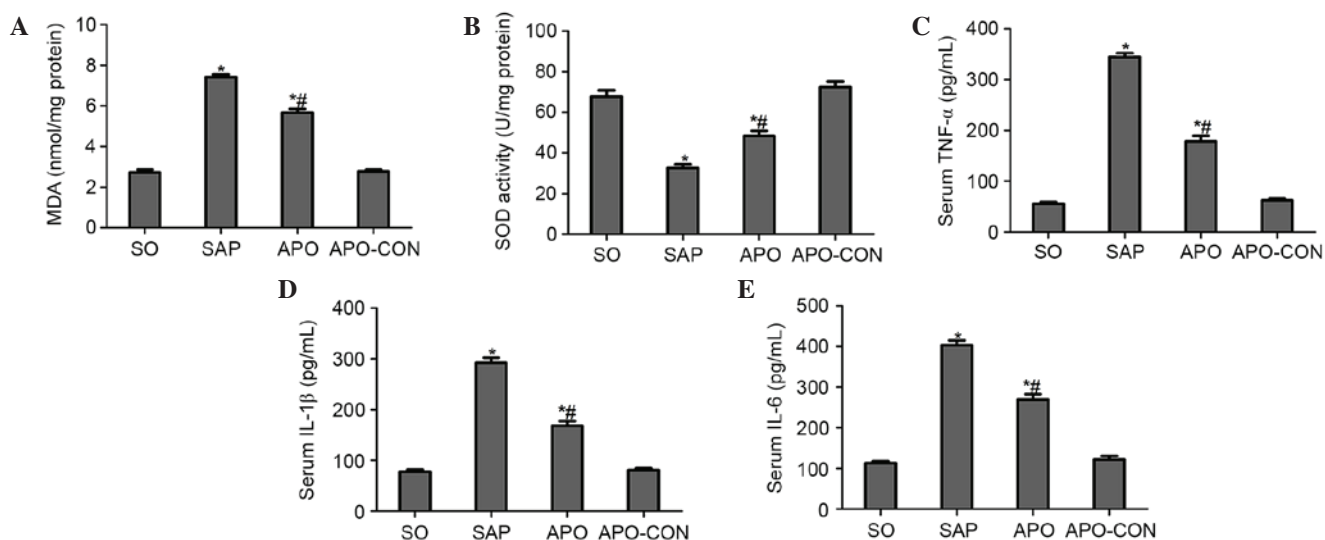 A
MDA (nmol/mg protein)
10
8
6
4
2
0
*
*#
SO SAP APO APO-CON
B
SOD activity (U/mg protein)
100
80
60
40
20
0
*
*#
SO SAP APO APO-CON
C
Serum TNF-α (pg/mL)
400
300
200
100
0
*
*#
SO SAP APO APO-CON
D
Serum IL-1β (pg/mL)
400
300
200
100
0
*
*#
SO SAP APO APO-CON
E
Serum IL-6 (pg/mL)
500
400
300
200
100
0
*
*#
SO SAP APO APO-CON